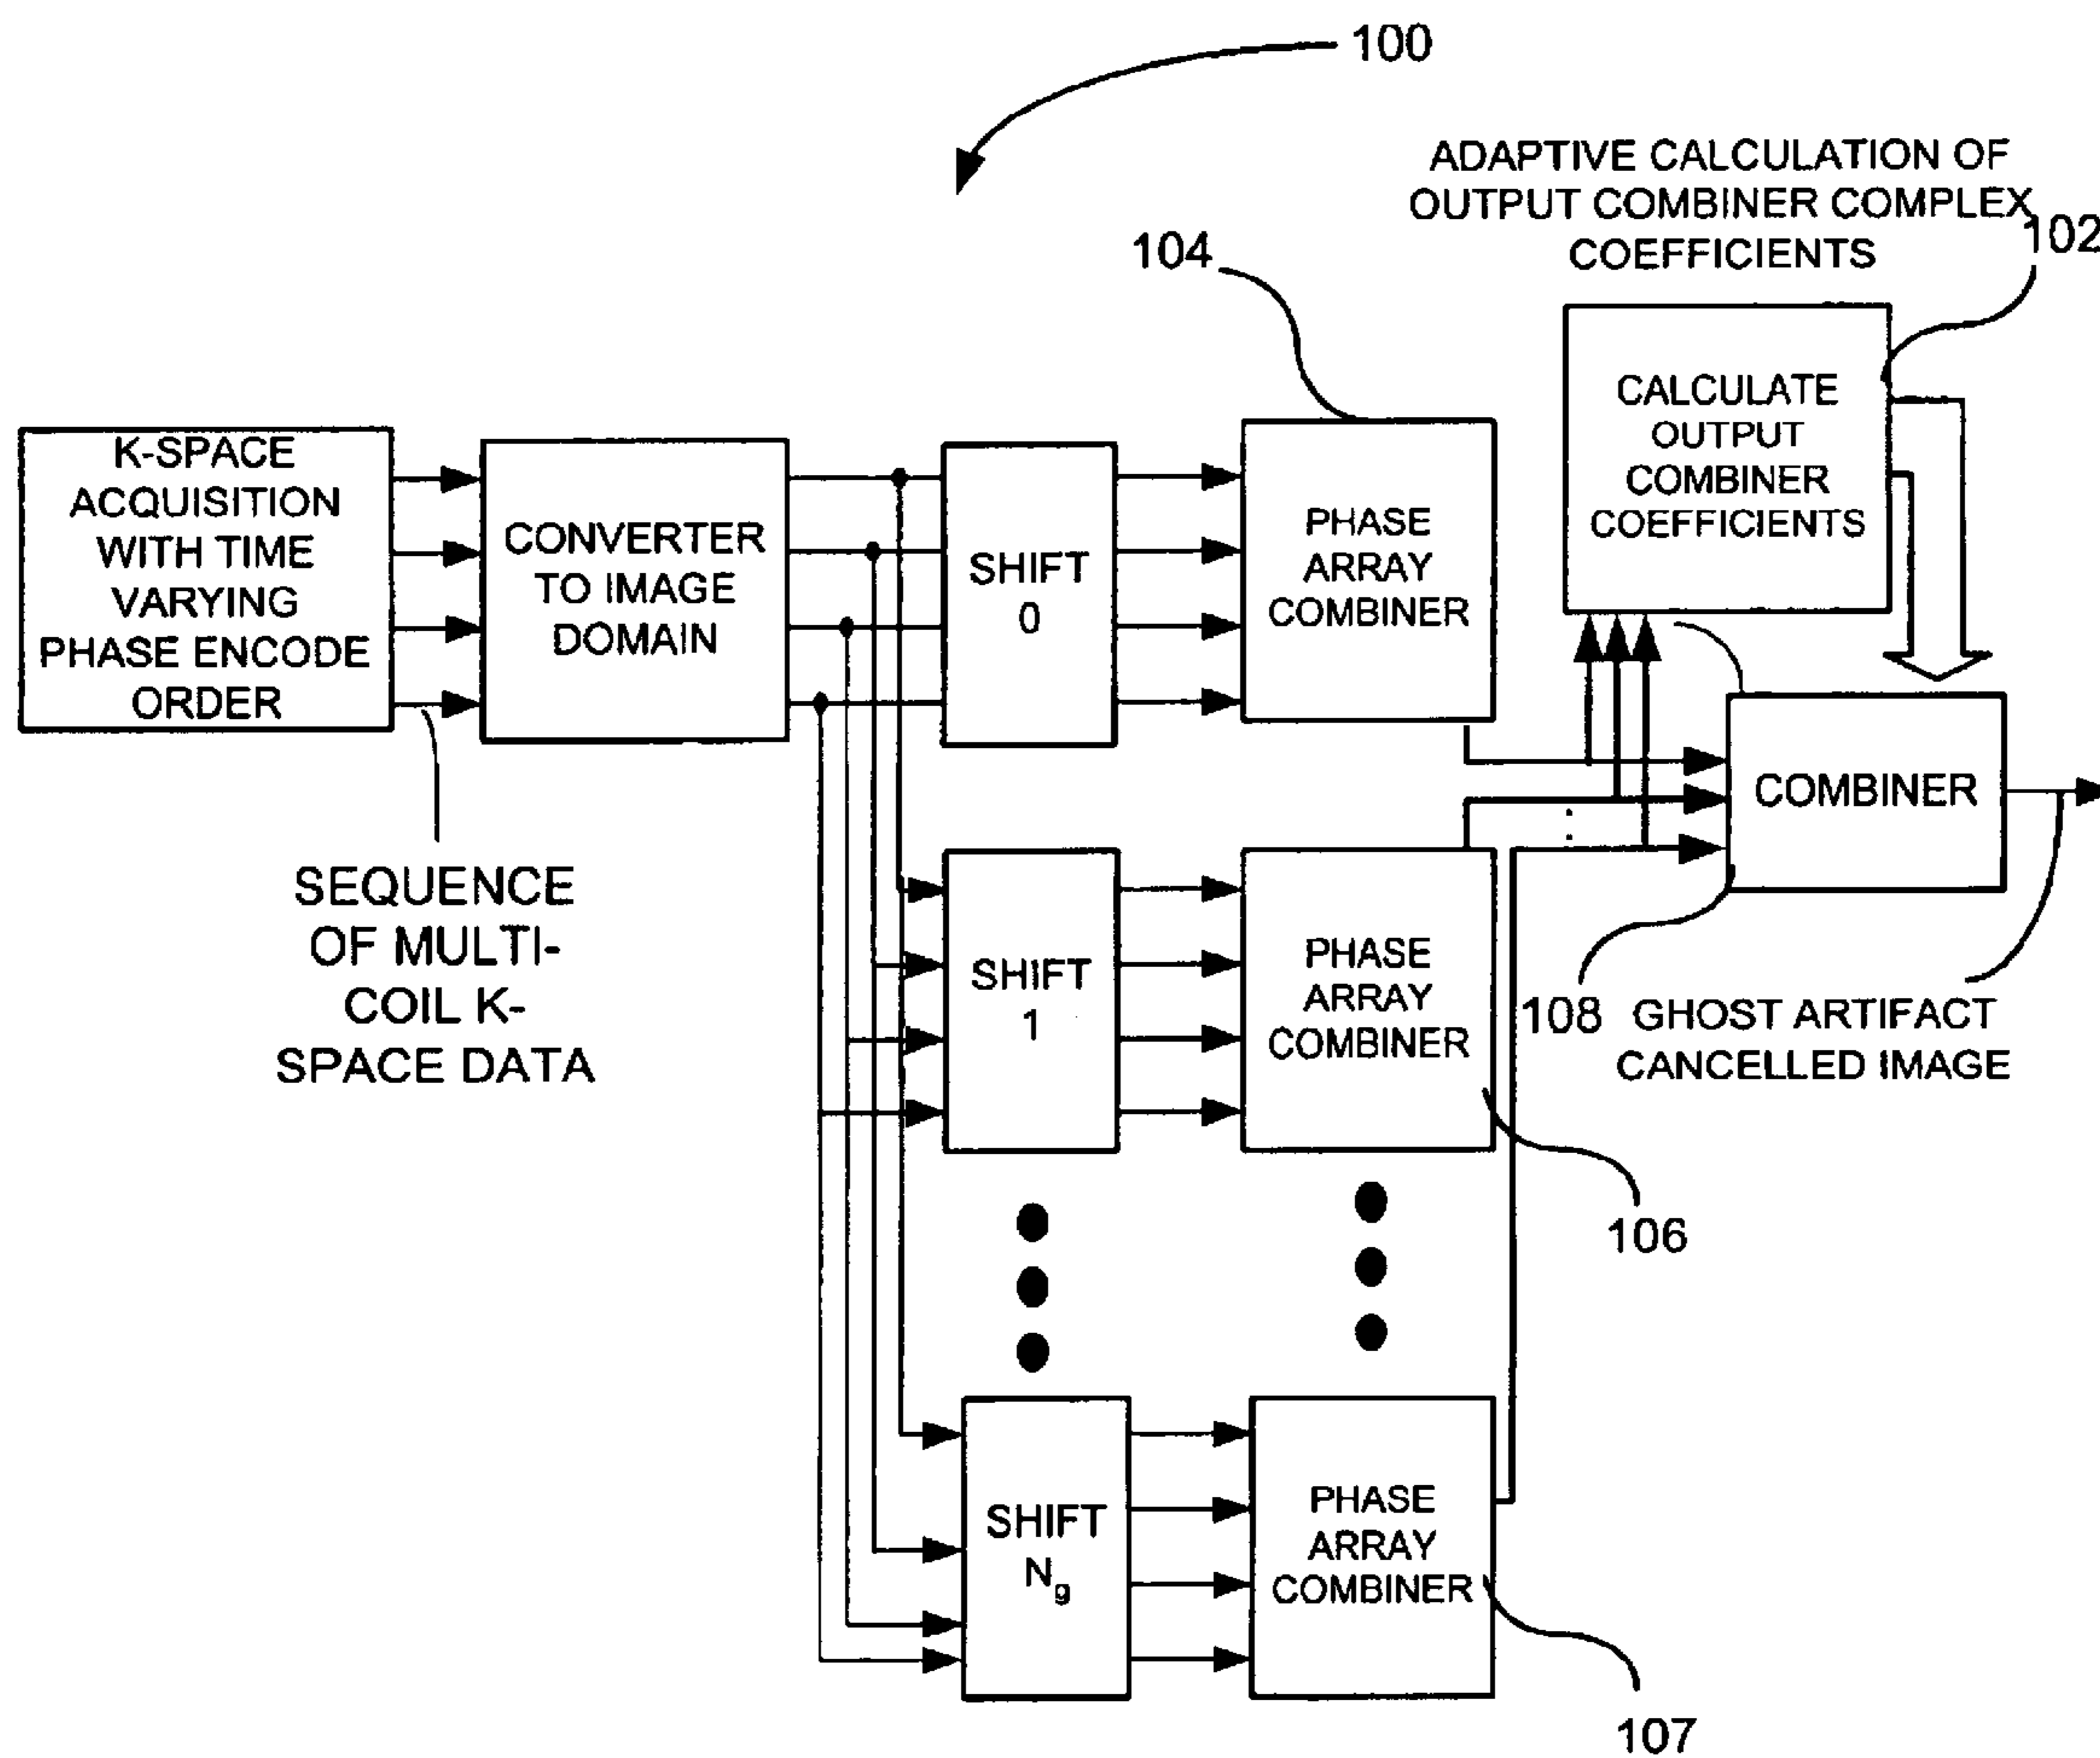 100
ADAPTIVE CALCULATION OF
OUTPUT COMBINER COMPLEX
COEFFICIENTS
102
104
K-SPACE
ACQUISITION
WITH TIME
VARYING
PHASE ENCODE
ORDER
CONVERTER
TO IMAGE
DOMAIN
SHIFT
0
PHASE
ARRAY
COMBINER
CALCULATE
OUTPUT
COMBINER
COEFFICIENTS
COMBINER
SEQUENCE
OF MULTI-
COIL K-
SPACE DATA
SHIFT
1
PHASE
ARRAY
COMBINER
108
GHOST ARTIFACT
CANCELLED IMAGE
106
SHIFT
Ng
PHASE
ARRAY
COMBINER
107